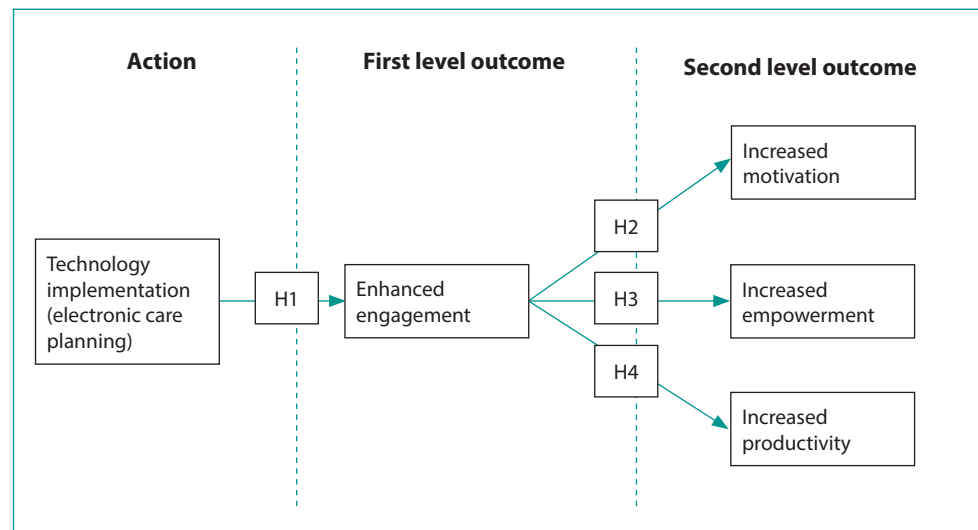 Action
First level outcome
Second level outcome
Increased
motivation
H2
Technology
implementation
(electronic care
planning)
H1
Enhanced
engagement
H3
Increased
empowerment
H4
Increased
productivity